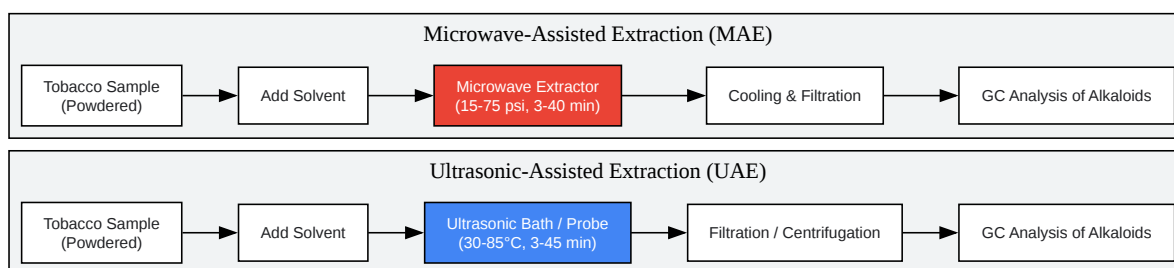 Microwave-Assisted Extraction (MAE)
Tobacco Sample
(Powdered)
Add Solvent
Microwave Extractor
(15-75 psi, 3-40 min)
Cooling & Filtration
GC Analysis of Alkaloids
Ultrasonic-Assisted Extraction (UAE)
Tobacco Sample
(Powdered)
Add Solvent
Ultrasonic Bath / Probe
(30-85°C, 3-45 min)
Filtration / Centrifugation
GC Analysis of Alkaloids